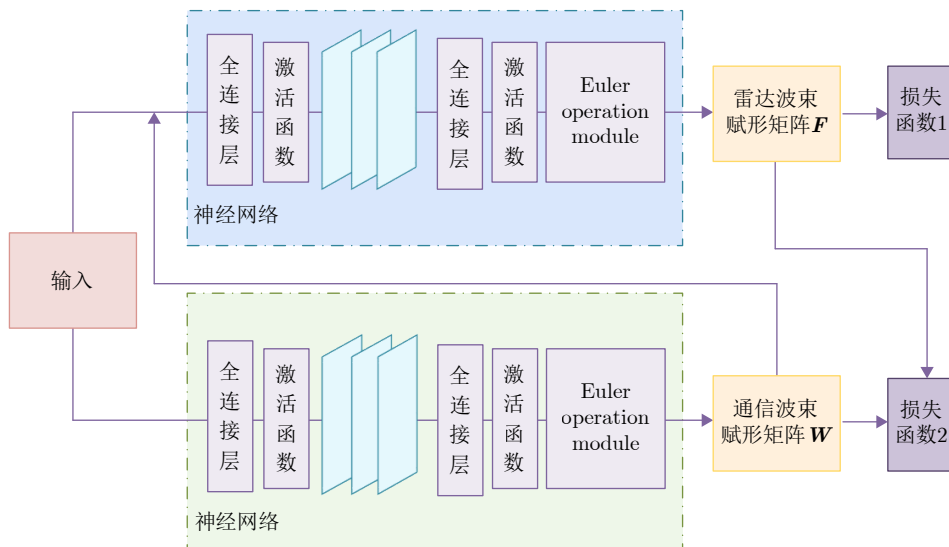 全连接层
激活函数
全连接层
激活函数
Euler
operation
module
神经网络
雷达波束
赋形矩阵F
损失
函数1
输入
全连接层
激活函数
全连接层
激活函数
Euler
operation
module
神经网络
通信波束
赋形矩阵W
损失
函数2